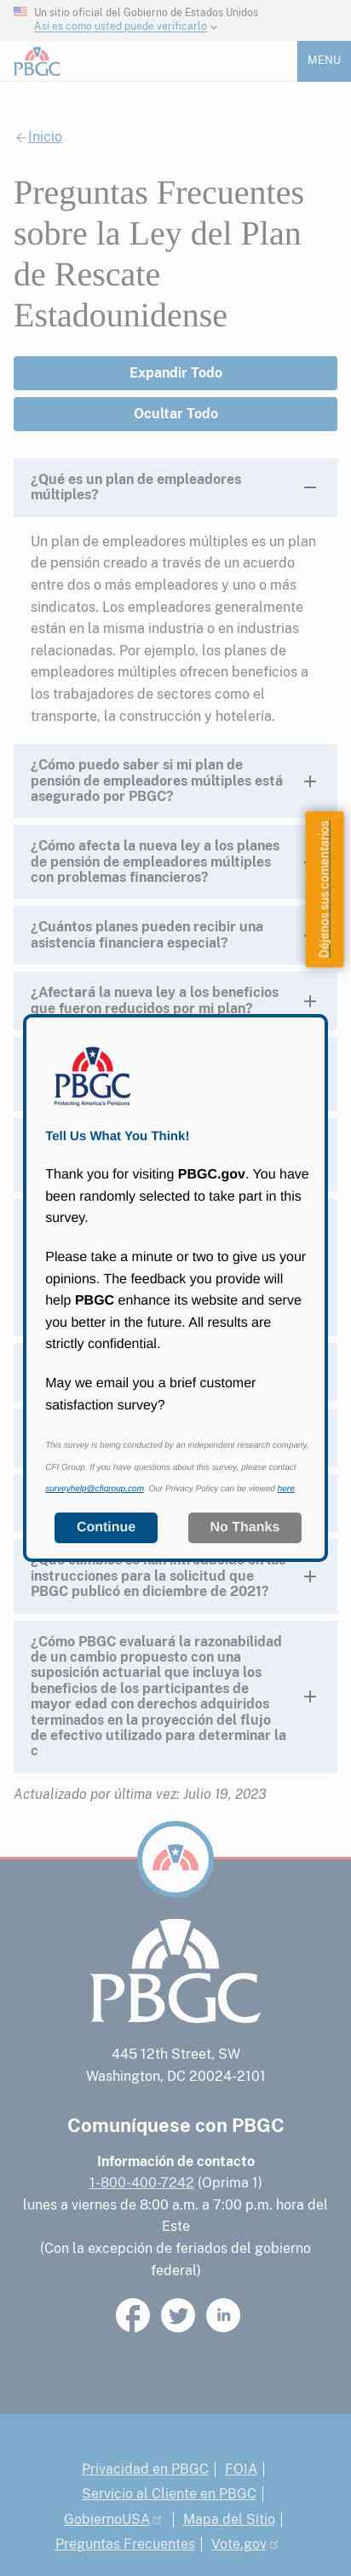 Un sitio oficial del Gobierno de Estados Unidos
Así es como usted puede verificarlo
PBGC
MENU
Inicio
Preguntas Frecuentes
sobre la Ley del Plan
de Rescate
Estadounidense
Expandir Todo
Ocultar Todo
¿Qué es un plan de empleadores
múltiples?
Un plan de empleadores múltiples es un plan
de pensión creado a través de un acuerdo
entre dos o más empleadores y uno o más
sindicatos. Los empleadores generalmente
están en la misma industria o en industrias
relacionadas. Por ejemplo, los planes de
empleadores múltiples ofrecen beneficios a
los trabajadores de sectores como el
transporte, la construcción y hotelería.
¿Cómo puedo saber si mi plan de
pensión de empleadores múltiples está
asegurado por PBGC?
¿Cómo afecta la nueva ley a los planes
de pensión de empleadores múltiples
con problemas financieros?
Déjenos sus comentarios
¿Cuántos planes pueden recibir una
asistencia financiera especial?
¿Afectará la nueva ley a los beneficios
que fueron reducidos por mi plan?
PBGC
Protecting America's Pensions
Tell Us What You Think!
Thank you for visiting PBGC.gov. You have
been randomly selected to take part in this
survey.
Please take a minute or two to give us your
opinions. The feedback you provide will
help PBGC enhance its website and serve
you better in the future. All results are
strictly confidential.
May we email you a brief customer
satisfaction survey?
This survey is being conducted by an independent research company,
CFI Group. If you have questions about this survey, please contact
surveyhelp@cfigroup.com. Our Privacy Policy can be viewed here.
Continue
No Thanks
instrucciones para la solicitud que
PBGC publicó en diciembre de 2021?
¿Cómo PBGC evaluará la razonabilidad
de un cambio propuesto con una
suposición actuarial que incluya los
beneficios de los participantes de
mayor edad con derechos adquiridos
terminados en la proyección del flujo
de efectivo utilizado para determinar la
c
Actualizado por última vez: Julio 19, 2023
PBGC
445 12th Street, SW
Washington, DC 20024-2101
Comuníquese con PBGC
Información de contacto
1-800-400-7242 (Oprima 1)
lunes a viernes de 8:00 a.m. a 7:00 p.m. hora del
Este
(Con la excepción de feriados del gobierno
federal)
Privacidad en PBGC | FOIA |
Servicio al Cliente en PBGC |
GobiernoUSA | Mapa del Sitio |
Preguntas Frecuentes | Vote.gov